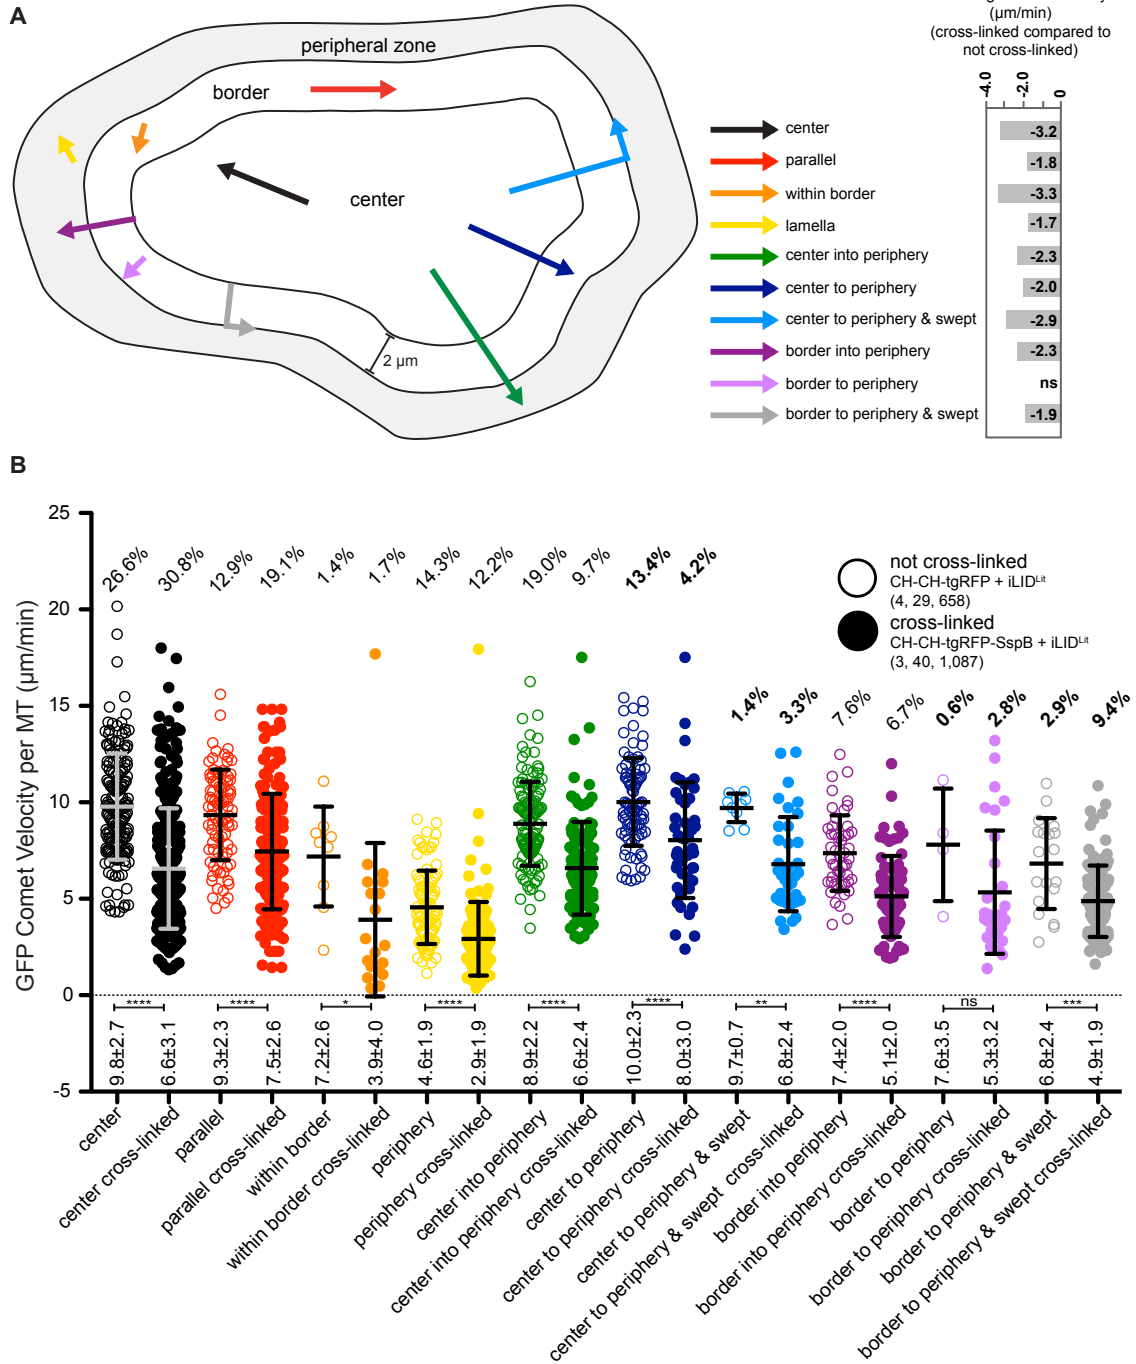 A
(µm/min)
(cross-linked compared to
not cross-linked)
-4.0
-2.0
0
peripheral zone
border
center
2 µm
center
-3.2
parallel
-1.8
within border
-3.3
lamella
-1.7
center into periphery
-2.3
center to periphery
-2.0
center to periphery & swept
-2.9
border into periphery
-2.3
border to periphery
ns
border to periphery & swept
-1.9
B
GFP Comet Velocity per MT (µm/min)
25
20
15
10
5
0
-5
26.6%
30.8%
12.9%
19.1%
1.4%
1.7%
14.3%
12.2%
19.0%
9.7%
13.4%
4.2%
1.4%
3.3%
7.6%
6.7%
0.6%
2.8%
2.9%
9.4%
not cross-linked
CH-CH-tgRFP + iLIDLit
(4, 29, 658)
cross-linked
CH-CH-tgRFP-SspB + iLIDLit
(3, 40, 1,087)
****
****
*
****
****
****
**
****
ns
***
9.8±2.7
6.6±3.1
9.3±2.3
7.5±2.6
7.2±2.6
3.9±4.0
4.6±1.9
2.9±1.9
8.9±2.2
6.6±2.4
10.0±2.3
8.0±3.0
9.7±0.7
6.8±2.4
7.4±2.0
5.1±2.0
7.6±3.5
5.3±3.2
6.8±2.4
4.9±1.9
center
center cross-linked
parallel
parallel cross-linked
within border
within border cross-linked
periphery
periphery cross-linked
center into periphery
center into periphery cross-linked
center to periphery
center to periphery cross-linked
center to periphery & swept
center to periphery & swept cross-linked
border into periphery
border into periphery cross-linked
border to periphery
border to periphery cross-linked
border to periphery & swept
border to periphery & swept cross-linked